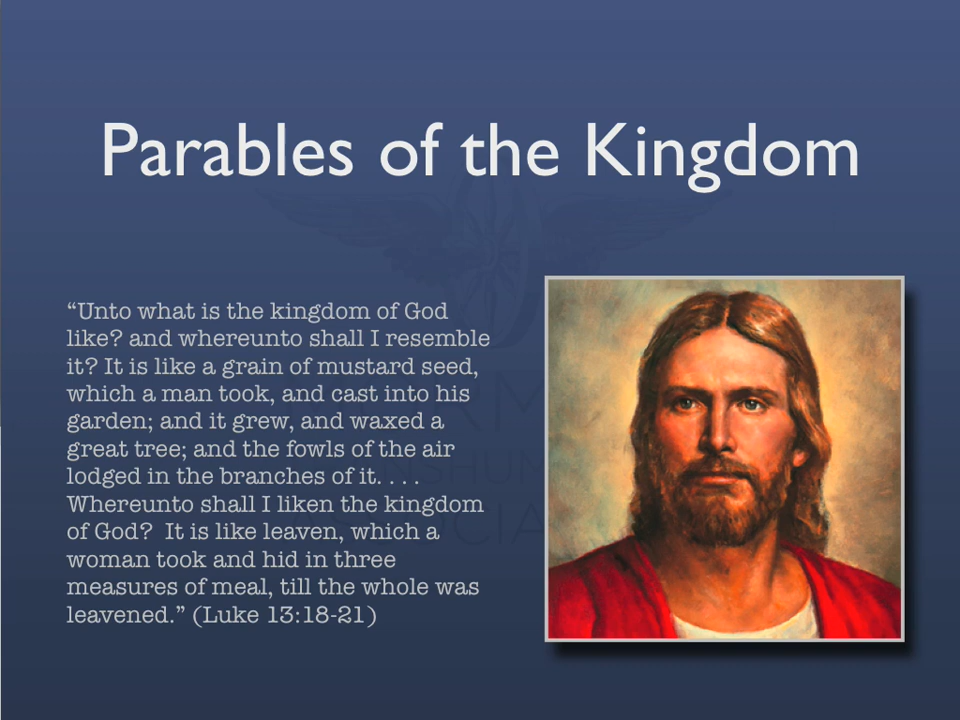 Parables of the Kingdom
“Unto what is the kingdom of God
like? and whereunto shall I resemble
it? It is like a grain of mustard seed,
which a man took, and cast into his
garden; and it grew, and waxed a
great tree; and the fowls of the air
lodged in the branches of it. . . .
Whereunto shall I liken the kingdom
of God?  It is like leaven, which a
woman took and hid in three
measures of meal, till the whole was
leavened.” (Luke 13:18-21)